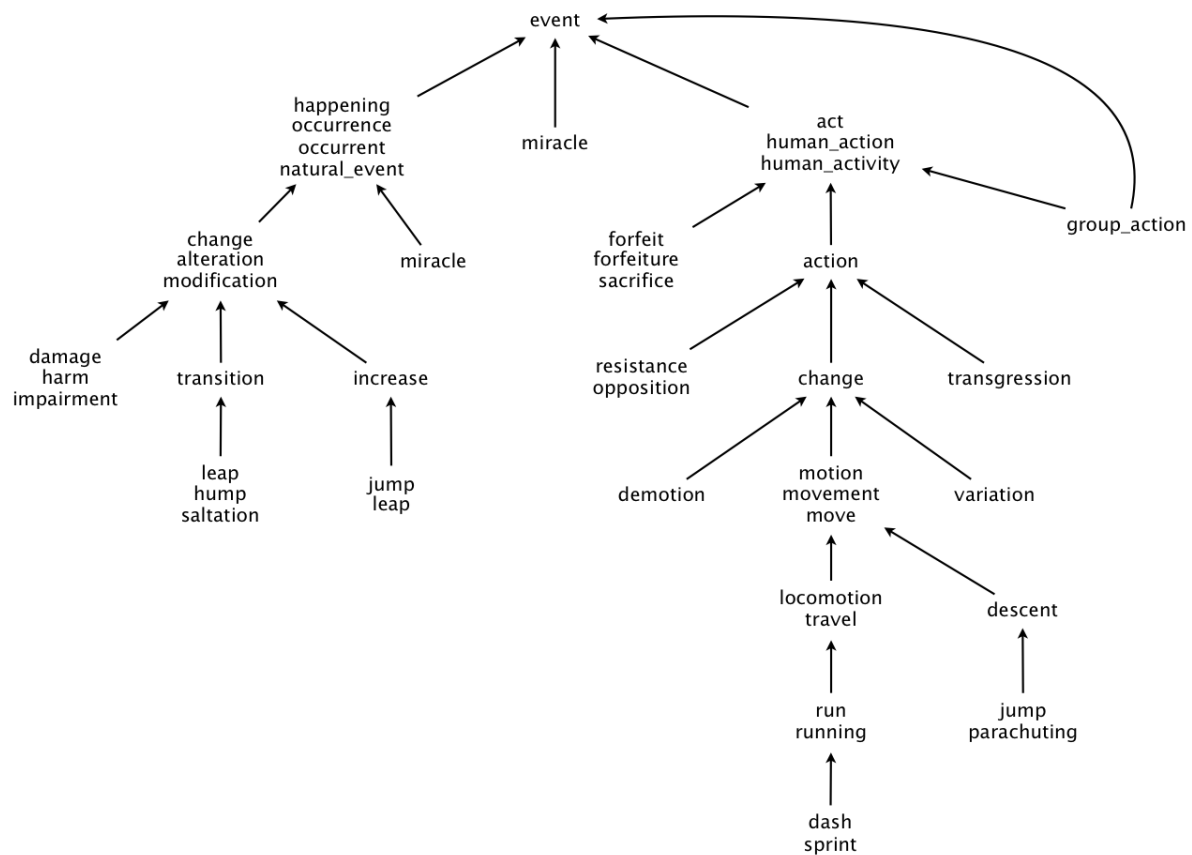 event
happening
occurrence
occurrent
natural_event
miracle
act
human_action
human_activity
group_action
change
alteration
modification
miracle
forfeit
forfeiture
sacrifice
action
damage
harm
impairment
transition
increase
resistance
opposition
change
transgression
leap
hump
saltation
jump
leap
demotion
motion
movement
move
variation
locomotion
travel
descent
run
running
jump
parachuting
dash
sprint